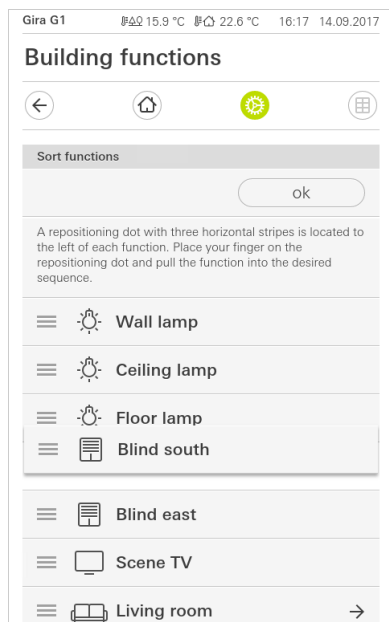 Gira G1 15.9 °C 22.6 °C 16:17 14.09.2017
Building functions
Sort functions
ok
A repositioning dot with three horizontal stripes is located to
the left of each function. Place your finger on the
repositioning dot and pull the function into the desired
sequence.
Wall lamp
Ceiling lamp
Floor lamp
Blind south
Blind east
Scene TV
Living room